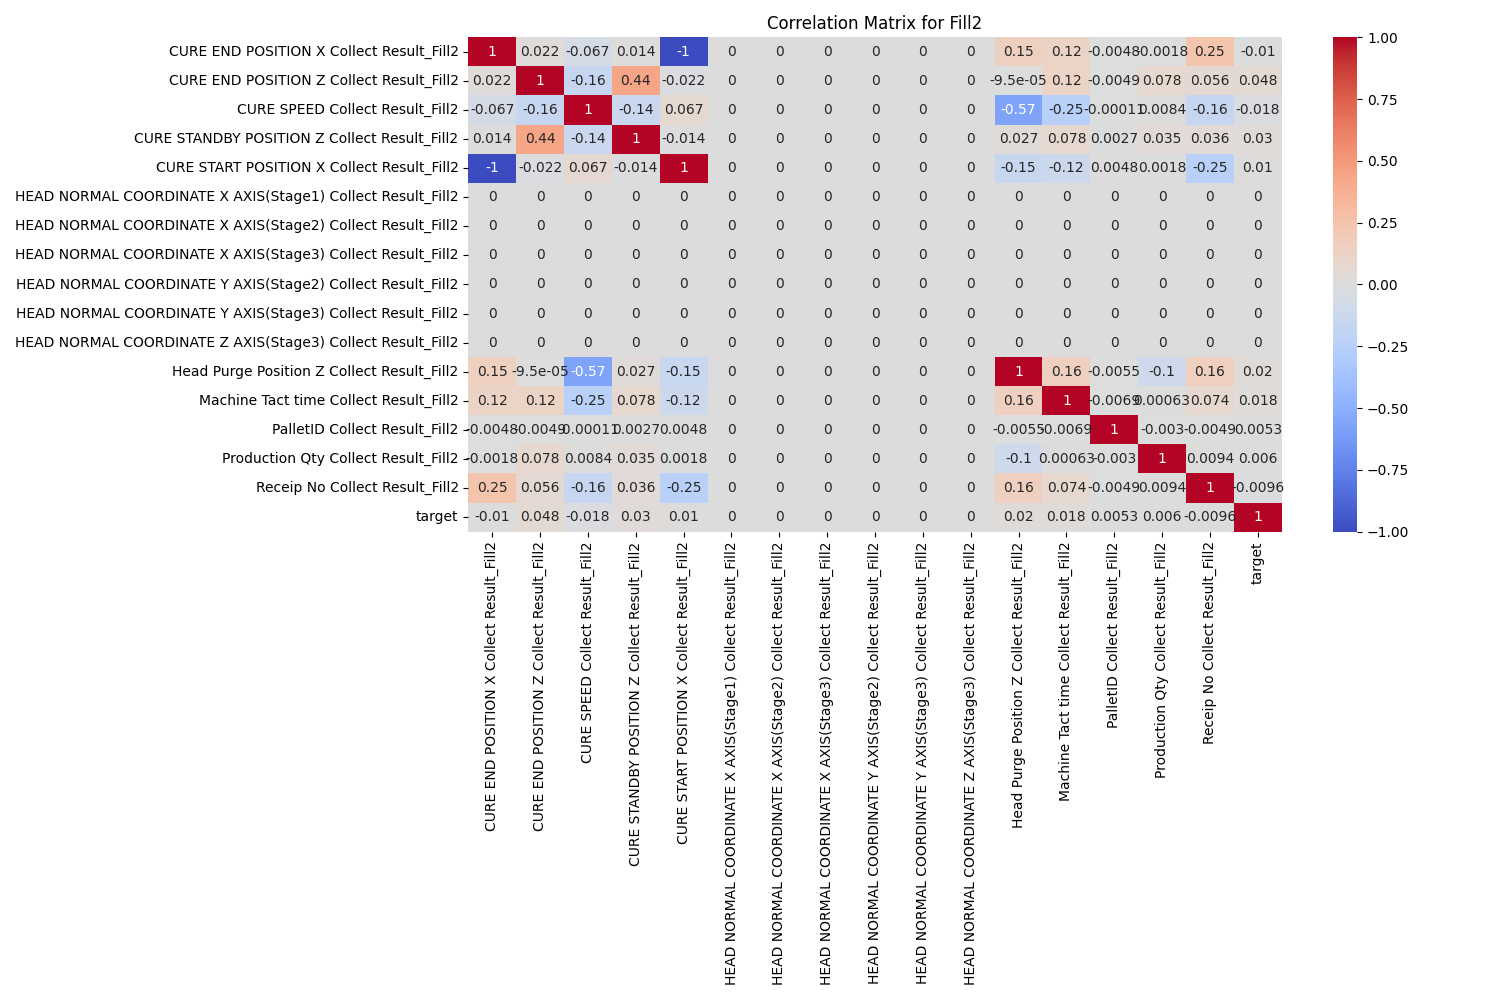 Correlation Matrix for Fill2
CURE END POSITION X Collect Result_Fill2 1 0.022 -0.067 0.014 -1 0 0 0 0 0 0 0.15 0.12 -0.0048 -0.0018 0.25 -0.01
CURE END POSITION Z Collect Result_Fill2 0.022 1 -0.16 0.44 -0.022 0 0 0 0 0 0 -9.5e-05 0.12 -0.0049 0.078 0.056 0.048
CURE SPEED Collect Result_Fill2 -0.067 -0.16 1 -0.14 0.067 0 0 0 0 0 0 -0.57 -0.25 -0.00011 0.0084 -0.16 -0.018
CURE STANDBY POSITION Z Collect Result_Fill2 0.014 0.44 -0.14 1 -0.014 0 0 0 0 0 0 0.027 0.078 0.0027 0.035 0.036 0.03
CURE START POSITION X Collect Result_Fill2 -1 -0.022 0.067 -0.014 1 0 0 0 0 0 0 -0.15 -0.12 0.0048 0.0018 -0.25 0.01
HEAD NORMAL COORDINATE X AXIS(Stage1) Collect Result_Fill2 0 0 0 0 0 0 0 0 0 0 0 0 0 0 0 0 0
HEAD NORMAL COORDINATE X AXIS(Stage2) Collect Result_Fill2 0 0 0 0 0 0 0 0 0 0 0 0 0 0 0 0 0
HEAD NORMAL COORDINATE X AXIS(Stage3) Collect Result_Fill2 0 0 0 0 0 0 0 0 0 0 0 0 0 0 0 0 0
HEAD NORMAL COORDINATE Y AXIS(Stage2) Collect Result_Fill2 0 0 0 0 0 0 0 0 0 0 0 0 0 0 0 0 0
HEAD NORMAL COORDINATE Y AXIS(Stage3) Collect Result_Fill2 0 0 0 0 0 0 0 0 0 0 0 0 0 0 0 0 0
HEAD NORMAL COORDINATE Z AXIS(Stage3) Collect Result_Fill2 0 0 0 0 0 0 0 0 0 0 0 0 0 0 0 0 0
Head Purge Position Z Collect Result_Fill2 0.15 -9.5e-05 -0.57 0.027 -0.15 0 0 0 0 0 0 1 0.16 -0.0055 -0.1 0.16 0.02
Machine Tact time Collect Result_Fill2 0.12 0.12 -0.25 0.078 -0.12 0 0 0 0 0 0 0.16 1 -0.0069 0.00063 0.074 0.018
PalletID Collect Result_Fill2 -0.0048 -0.0049 -0.00011 0.0027 0.0048 0 0 0 0 0 0 -0.0055 -0.0069 1 -0.003 -0.0049 0.0053
Production Qty Collect Result_Fill2 -0.0018 0.078 0.0084 0.035 0.0018 0 0 0 0 0 0 -0.1 0.00063 -0.003 1 0.0094 0.006
Receip No Collect Result_Fill2 0.25 0.056 -0.16 0.036 -0.25 0 0 0 0 0 0 0.16 0.074 -0.0049 0.0094 1 -0.0096
target -0.01 0.048 -0.018 0.03 0.01 0 0 0 0 0 0 0.02 0.018 0.0053 0.006 -0.0096 1
CURE END POSITION X Collect Result_Fill2
CURE END POSITION Z Collect Result_Fill2
CURE SPEED Collect Result_Fill2
CURE STANDBY POSITION Z Collect Result_Fill2
CURE START POSITION X Collect Result_Fill2
HEAD NORMAL COORDINATE X AXIS(Stage1) Collect Result_Fill2
HEAD NORMAL COORDINATE X AXIS(Stage2) Collect Result_Fill2
HEAD NORMAL COORDINATE X AXIS(Stage3) Collect Result_Fill2
HEAD NORMAL COORDINATE Y AXIS(Stage2) Collect Result_Fill2
HEAD NORMAL COORDINATE Y AXIS(Stage3) Collect Result_Fill2
HEAD NORMAL COORDINATE Z AXIS(Stage3) Collect Result_Fill2
Head Purge Position Z Collect Result_Fill2
Machine Tact time Collect Result_Fill2
PalletID Collect Result_Fill2
Production Qty Collect Result_Fill2
Receip No Collect Result_Fill2
target
1.00
0.75
0.50
0.25
0.00
−0.25
−0.50
−0.75
−1.00